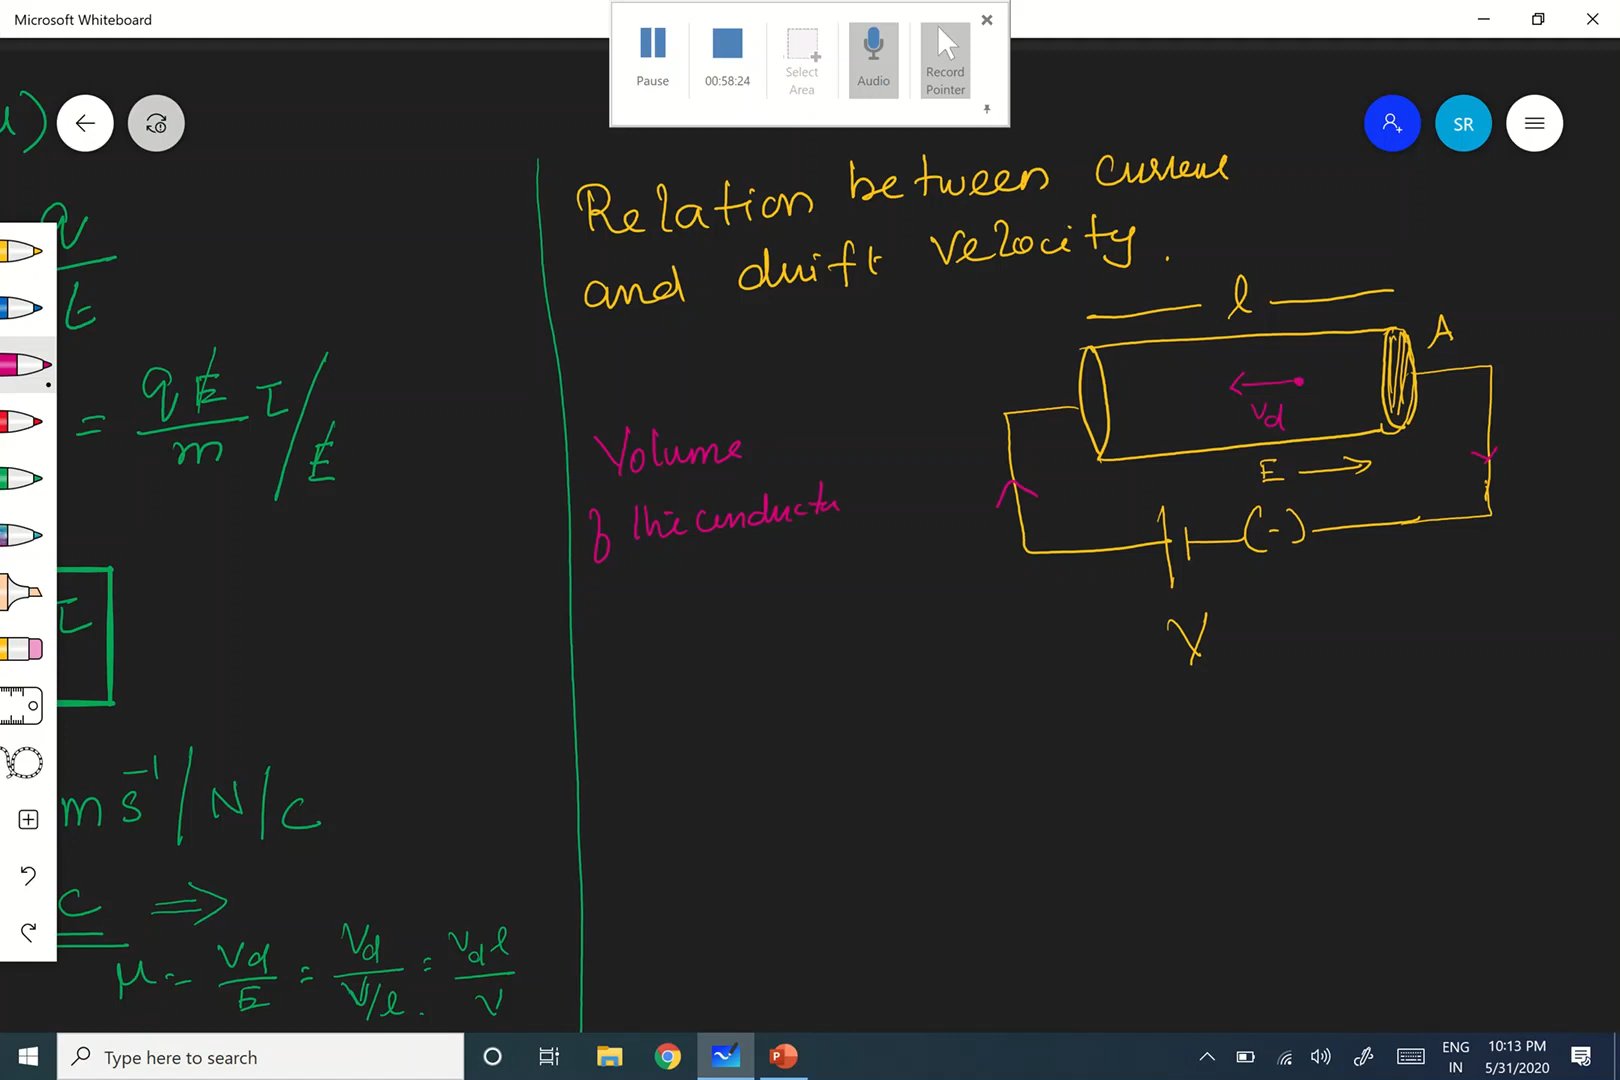 Microsoft Whiteboard
Pause
00:58:24
Select Area
Audio
Record Pointer
SR
μ)
q/t
= qE/m τ / E
τ
m s⁻¹ / N / C
C ⇒
μ = Vd/E = Vd/V/l = Vd l/V
Relation between current
and drift velocity.
l
A
Vd
E →
(-)
V
Volume
of the conductor
Type here to search
ENG
IN
10:13 PM
5/31/2020